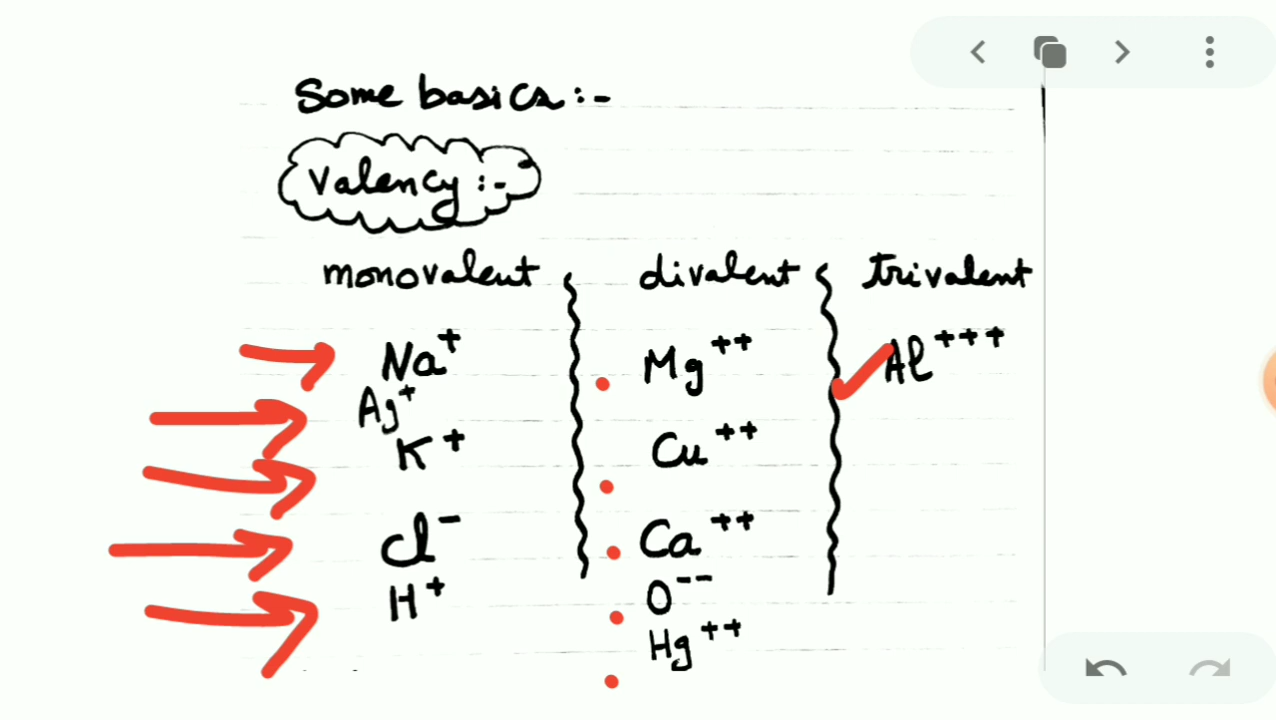 Some basics :-
Valency :-
monovalent divalent trivalent
Na⁺ Mg⁺⁺ Al⁺⁺⁺
Ag⁺
K⁺ Cu⁺⁺
Cl⁻ Ca⁺⁺
H⁺ O⁻⁻
Hg⁺⁺